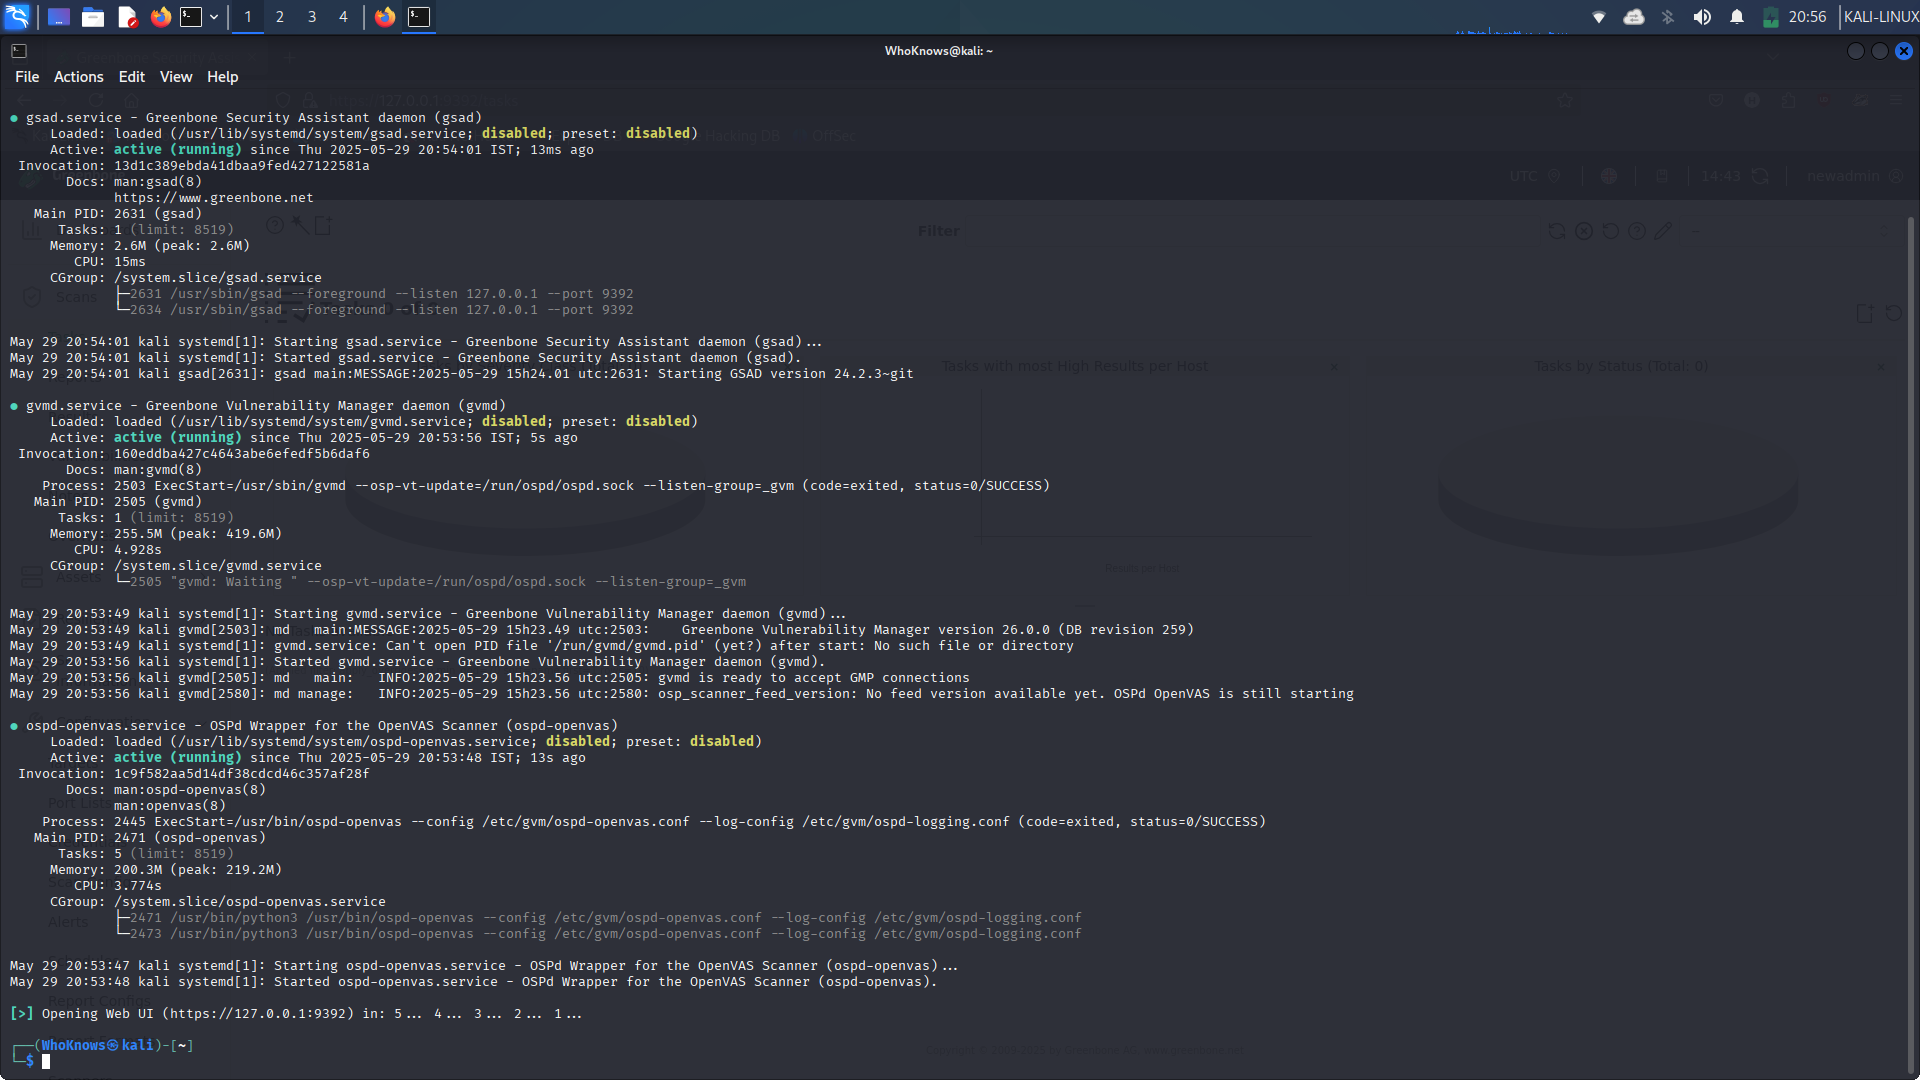 1 2 3 4 20:56 KALI-LINUX
WhoKnows@kali: ~
File Actions Edit View Help
● gsad.service - Greenbone Security Assistant daemon (gsad)
Loaded: loaded (/usr/lib/systemd/system/gsad.service; disabled; preset: disabled)
Active: active (running) since Thu 2025-05-29 20:54:01 IST; 13ms ago
Invocation: 13d1c389ebda41dbaa9fed427122581a
Docs: man:gsad(8)
https://www.greenbone.net
Main PID: 2631 (gsad)
Tasks: 1 (limit: 8519)
Memory: 2.6M (peak: 2.6M)
CPU: 15ms
CGroup: /system.slice/gsad.service
├─2631 /usr/sbin/gsad --foreground --listen 127.0.0.1 --port 9392
└─2634 /usr/sbin/gsad --foreground --listen 127.0.0.1 --port 9392
May 29 20:54:01 kali systemd[1]: Starting gsad.service - Greenbone Security Assistant daemon (gsad)...
May 29 20:54:01 kali systemd[1]: Started gsad.service - Greenbone Security Assistant daemon (gsad).
May 29 20:54:01 kali gsad[2631]: gsad main:MESSAGE:2025-05-29 15h24.01 utc:2631: Starting GSAD version 24.2.3~git
● gvmd.service - Greenbone Vulnerability Manager daemon (gvmd)
Loaded: loaded (/usr/lib/systemd/system/gvmd.service; disabled; preset: disabled)
Active: active (running) since Thu 2025-05-29 20:53:56 IST; 5s ago
Invocation: 160eddba427c4643abe6efedf5b6daf6
Docs: man:gvmd(8)
Process: 2503 ExecStart=/usr/sbin/gvmd --osp-vt-update=/run/ospd/ospd.sock --listen-group=_gvm (code=exited, status=0/SUCCESS)
Main PID: 2505 (gvmd)
Tasks: 1 (limit: 8519)
Memory: 255.5M (peak: 419.6M)
CPU: 4.928s
CGroup: /system.slice/gvmd.service
└─2505 "gvmd: Waiting " --osp-vt-update=/run/ospd/ospd.sock --listen-group=_gvm
May 29 20:53:49 kali systemd[1]: Starting gvmd.service - Greenbone Vulnerability Manager daemon (gvmd)...
May 29 20:53:49 kali gvmd[2503]: md   main:MESSAGE:2025-05-29 15h23.49 utc:2503:    Greenbone Vulnerability Manager version 26.0.0 (DB revision 259)
May 29 20:53:49 kali systemd[1]: gvmd.service: Can't open PID file '/run/gvmd/gvmd.pid' (yet?) after start: No such file or directory
May 29 20:53:56 kali systemd[1]: Started gvmd.service - Greenbone Vulnerability Manager daemon (gvmd).
May 29 20:53:56 kali gvmd[2505]: md   main:   INFO:2025-05-29 15h23.56 utc:2505: gvmd is ready to accept GMP connections
May 29 20:53:56 kali gvmd[2580]: md manage:   INFO:2025-05-29 15h23.56 utc:2580: osp_scanner_feed_version: No feed version available yet. OSPd OpenVAS is still starting
● ospd-openvas.service - OSPd Wrapper for the OpenVAS Scanner (ospd-openvas)
Loaded: loaded (/usr/lib/systemd/system/ospd-openvas.service; disabled; preset: disabled)
Active: active (running) since Thu 2025-05-29 20:53:48 IST; 13s ago
Invocation: 1c9f582aa5d14df38cdcd46c357af28f
Docs: man:ospd-openvas(8)
man:openvas(8)
Process: 2445 ExecStart=/usr/bin/ospd-openvas --config /etc/gvm/ospd-openvas.conf --log-config /etc/gvm/ospd-logging.conf (code=exited, status=0/SUCCESS)
Main PID: 2471 (ospd-openvas)
Tasks: 5 (limit: 8519)
Memory: 200.3M (peak: 219.2M)
CPU: 3.774s
CGroup: /system.slice/ospd-openvas.service
├─2471 /usr/bin/python3 /usr/bin/ospd-openvas --config /etc/gvm/ospd-openvas.conf --log-config /etc/gvm/ospd-logging.conf
└─2473 /usr/bin/python3 /usr/bin/ospd-openvas --config /etc/gvm/ospd-openvas.conf --log-config /etc/gvm/ospd-logging.conf
May 29 20:53:47 kali systemd[1]: Starting ospd-openvas.service - OSPd Wrapper for the OpenVAS Scanner (ospd-openvas)...
May 29 20:53:48 kali systemd[1]: Started ospd-openvas.service - OSPd Wrapper for the OpenVAS Scanner (ospd-openvas).
[>] Opening Web UI (https://127.0.0.1:9392) in: 5... 4... 3... 2... 1...
┌──(WhoKnows㉿kali)-[~]
└─$
Hacking DB OffSec
UTC 14:43 newadmin
Filter
Scans
Tasks with most High Results per Host
Tasks by Status (Total: 0)
Assets
Port Lists
Alerts
Report Configs